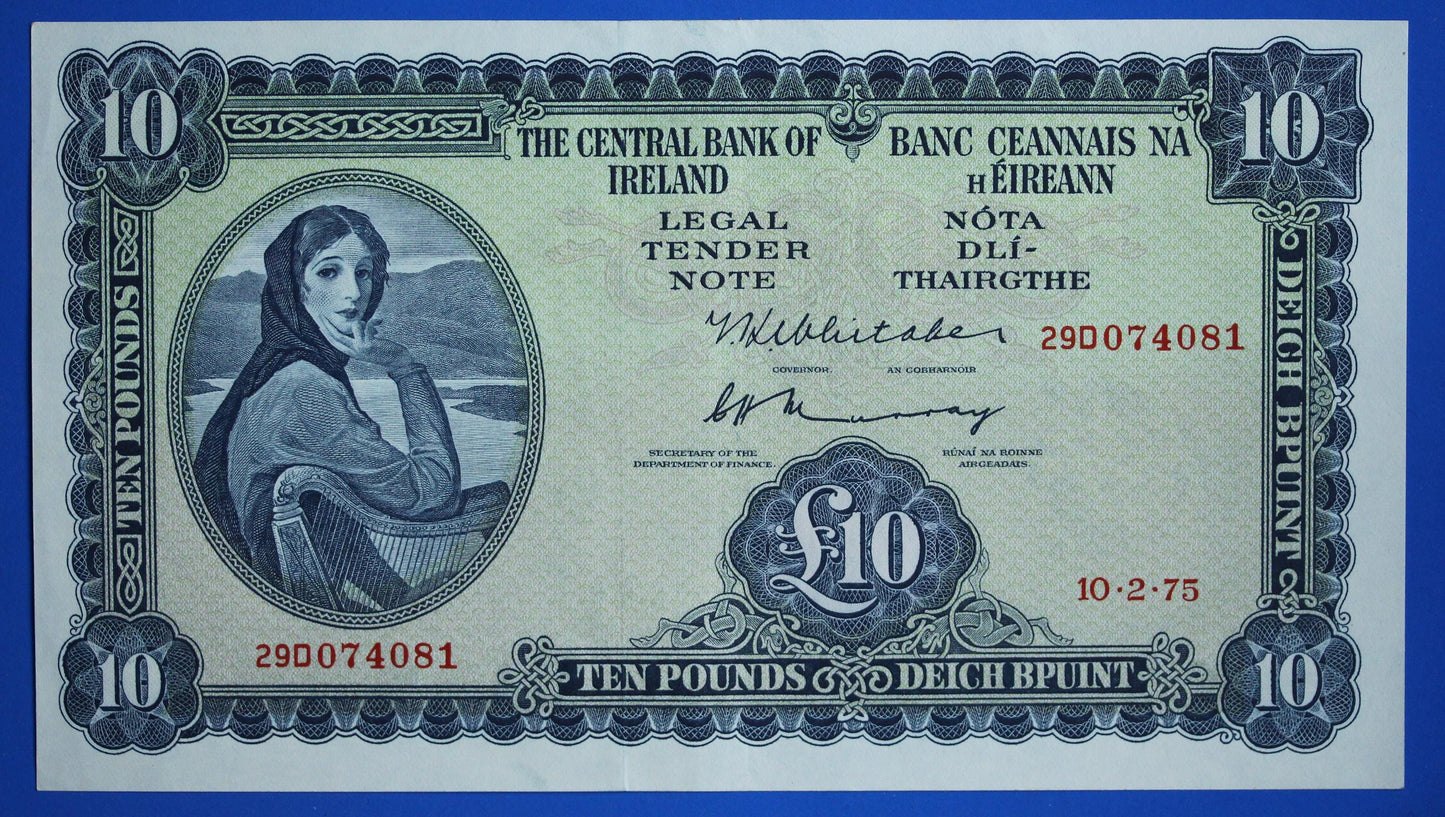 10
10
THE CENTRAL BANK OF
IRELAND
BANC CEANNAIS NA
HÉIREANN
LEGAL
TENDER
NOTE
NÓTA
DLÍ-
THAIRGTHE
T.K. Whitaker
29D074081
GOVERNOR.
AN GOBHARNÓIR
C H Murray
SECRETARY OF THE
DEPARTMENT OF FINANCE.
RÚNAÍ NA ROINNE
AIRGEADAIS.
TEN POUNDS
DEICH BPUINT
£10
10·2·75
29D074081
TEN POUNDS
DEICH BPUINT
10
10